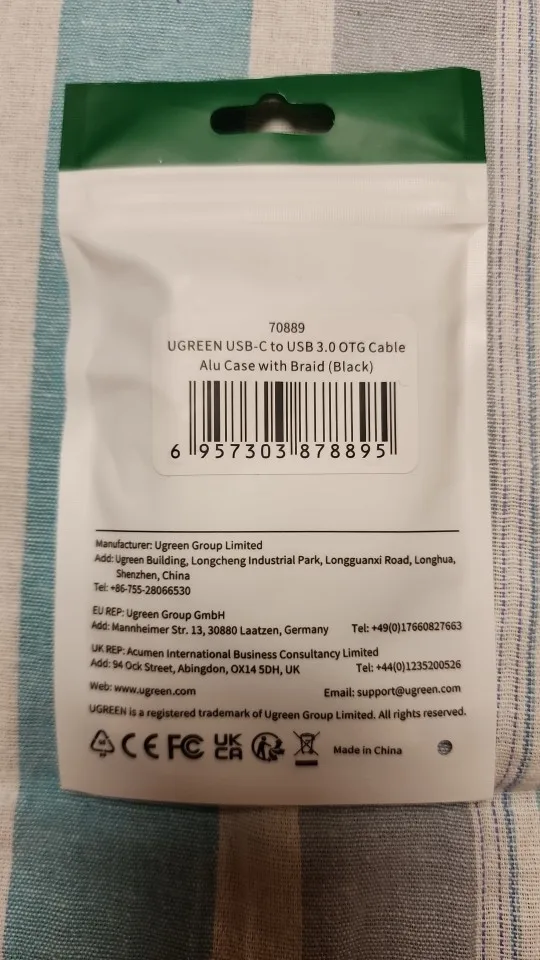 70889
UGREEN USB-C to USB 3.0 OTG Cable
Alu Case with Braid (Black)
6 957303 878895
Manufacturer: Ugreen Group Limited
Add: Ugreen Building, Longcheng Industrial Park, Longguanxi Road, Longhua,
Shenzhen, China
Tel: +86-755-28066530
EU REP: Ugreen Group GmbH
Add: Mannheimer Str. 13, 30880 Laatzen, Germany Tel: +49(0)17660827663
UK REP: Acumen International Business Consultancy Limited
Add: 94 Ock Street, Abingdon, OX14 5DH, UK Tel: +44(0)1235200526
Web: www.ugreen.com Email: support@ugreen.com
UGREEN is a registered trademark of Ugreen Group Limited. All rights reserved.
CE FC UK CA Made in China